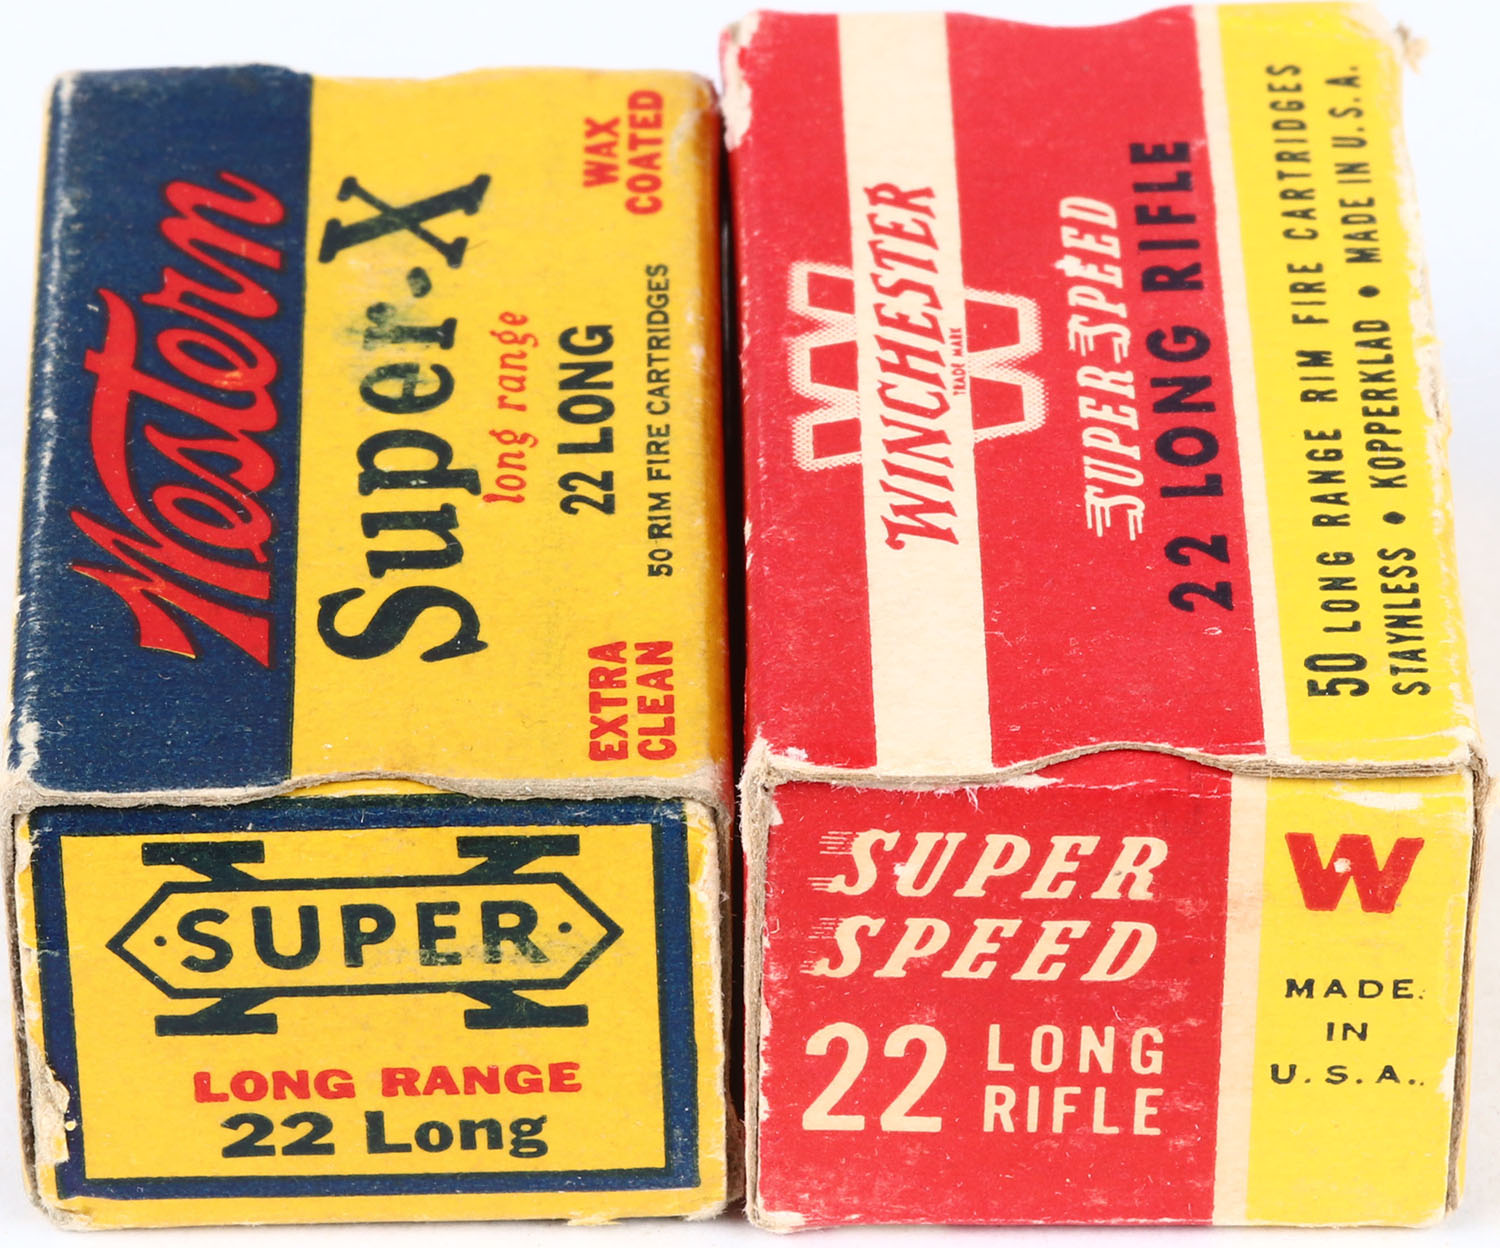 Western
Super-X
long range
22 LONG
50 RIM FIRE CARTRIDGES
EXTRA
CLEAN
WAX
COATED
SUPER
X
LONG RANGE
22 Long
W
WINCHESTER
TRADE MARK
SUPER SPEED
22 LONG RIFLE
50 LONG RANGE RIM FIRE CARTRIDGES
STAYNLESS • KOPPERKLAD • MADE IN U.S.A.
SUPER
SPEED
22 LONG
RIFLE
W
MADE
IN
U.S.A.